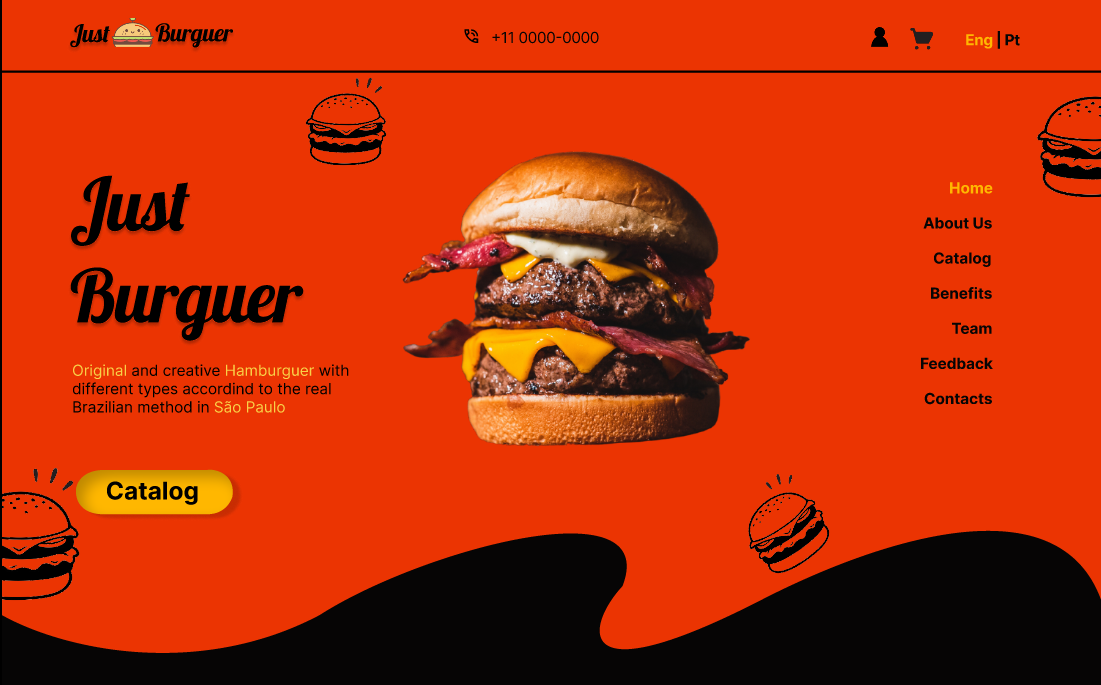 Just Burguer
+11 0000-0000
Eng | Pt
Just
Burguer
Original and creative Hamburguer with
different types accordind to the real
Brazilian method in São Paulo
Catalog
Home
About Us
Catalog
Benefits
Team
Feedback
Contacts